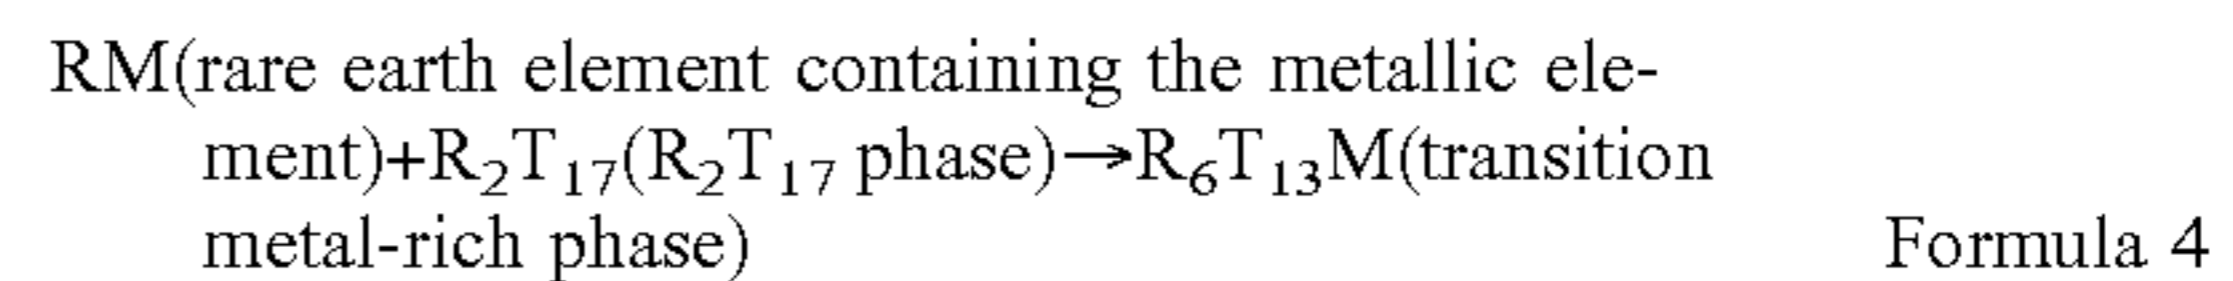 RM(rare earth element containing the metallic ele-
ment)+R₂T₁₇(R₂T₁₇ phase)→R₆T₁₃M(transition
metal-rich phase) Formula 4